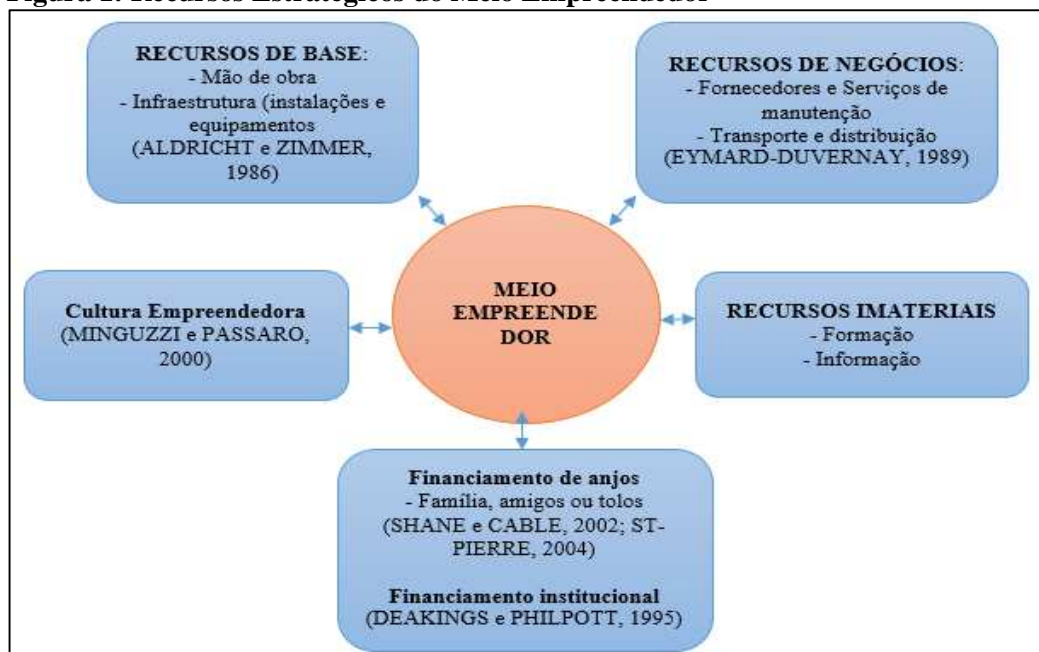 Figura 1: Recursos Estratégicos do Meio Empreendedor
RECURSOS DE BASE:
- Mão de obra
- Infraestrutura (instalações e
equipamentos
(ALDRICHT e ZIMMER,
1986)
RECURSOS DE NEGÓCIOS:
- Fornecedores e Serviços de
manutenção
- Transporte e distribuição
(EYMARD-DUVERNAY, 1989)
Cultura Empreendedora
(MINGUZZI e PASSARO,
2000)
MEIO
EMPREENDE
DOR
RECURSOS IMATERIAIS
- Formação
- Informação
Financiamento de anjos
- Família, amigos ou tolos
(SHANE e CABLE, 2002; ST-
PIERRE, 2004)
Financiamento institucional
(DEAKINGS e PHILPOTT, 1995)